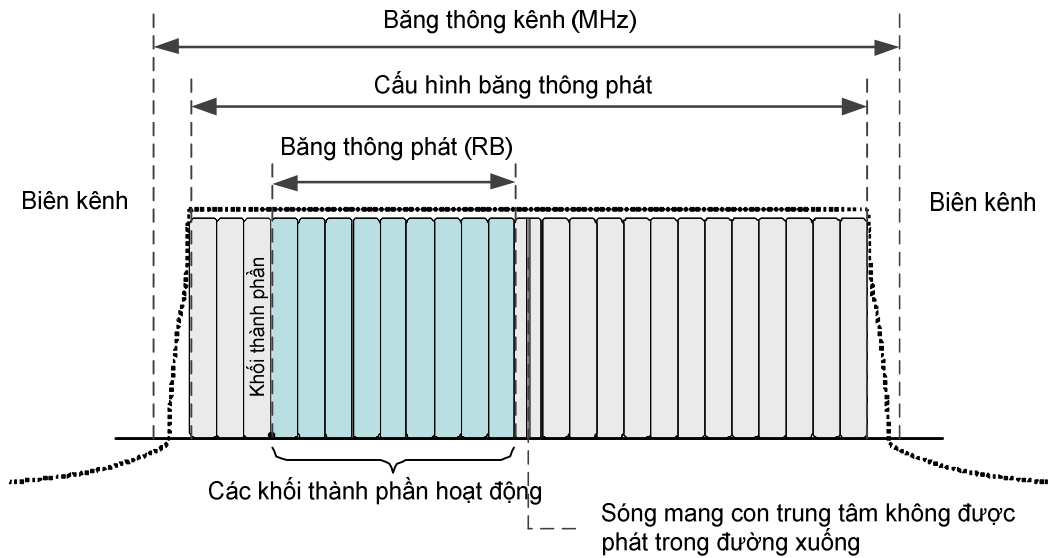 Băng thông kênh (MHz)
Cấu hình băng thông phát
Băng thông phát (RB)
Biên kênh
Biên kênh
Khối thành phần
Các khối thành phần hoạt động
Sóng mang con trung tâm không được
phát trong đường xuống